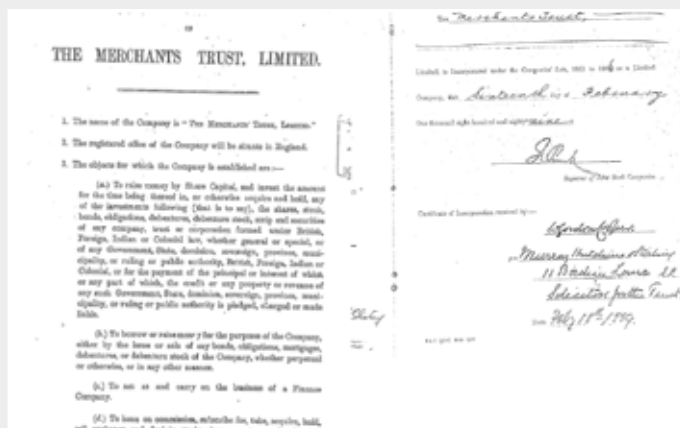 THE MERCHANTS TRUST, LIMITED.
1. The name of the Company is "THE MERCHANTS TRUST, LIMITED."
2. The registered office of the Company will be situate in England.
3. The objects for which the Company is established are:—
(a.) To raise money by Share Capital, and invest the amount
for the time being thereof in, or otherwise acquire and hold, any
of the investments following (that is to say), the shares, stock,
bonds, obligations, debentures, debenture stock, scrip and securities
of any company, trust or corporation formed under British,
Foreign, Indian or Colonial law, whether general or special, or
of any Government, State, dominion, sovereign, province, muni-
cipality, or ruling or public authority, British, Foreign, Indian or
Colonial, or for the payment of the principal or interest of which
or any part of which, the credit or any property or revenue of
any such Government, State, dominion, sovereign, province, muni-
cipality, or ruling or public authority is pledged, charged or made
liable.
(b.) To borrow or raise money for the purposes of the Company,
either by the issue or sale of any bonds, obligations, mortgages,
debentures, or debenture stock of the Company, whether perpetual
or otherwise, or in any other manner.
(c.) To act as and carry on the business of a Finance
Company.
(d.) To issue on commission, subscribe for, take, acquire, hold,
The Merchants Trust,
Limited is Incorporated under the Companies' Acts, 1862 to 1886 as a Limited
Company, this Sixteenth day of February
One thousand eight hundred and eighty nine
Registrar of Joint Stock Companies
Certificate of Incorporation received by:—
Murray Hutchins & Stirling
11 Birchin Lane EC
Solicitors for the Trust
Date Feby 18th/1889.